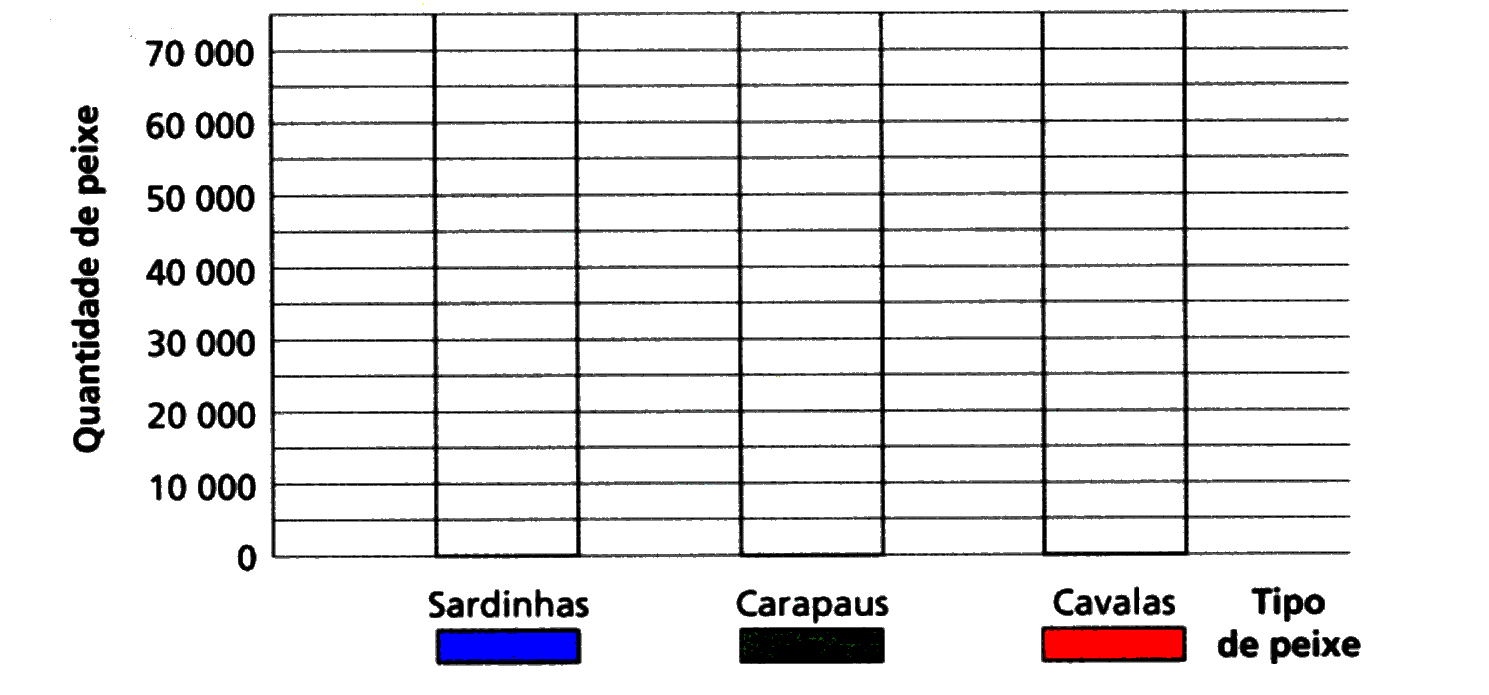 Quantidade de peixe
70 000
60 000
50 000
40 000
30 000
20 000
10 000
0
Sardinhas
Carapaus
Cavalas
Tipo
de peixe